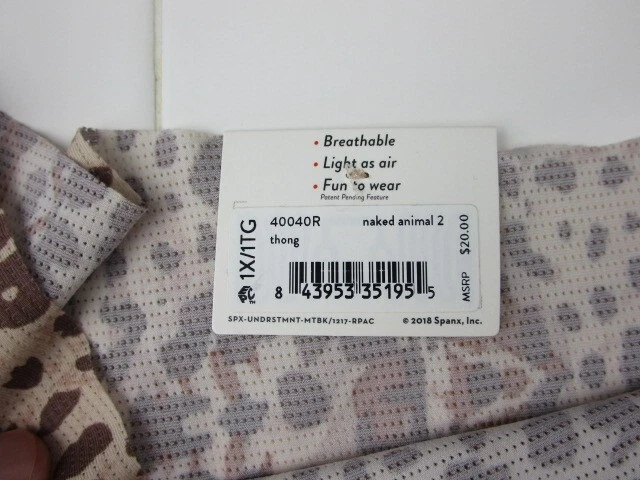 • Breathable
• Light as air
• Fun to wear
Patent Pending Feature
1X/1TG
40040R naked animal 2
thong
MSRP $20.00
8 43953 35195 5
SPX-UNDRSTMNT-MTBK/1217-RPAC © 2018 Spanx, Inc.